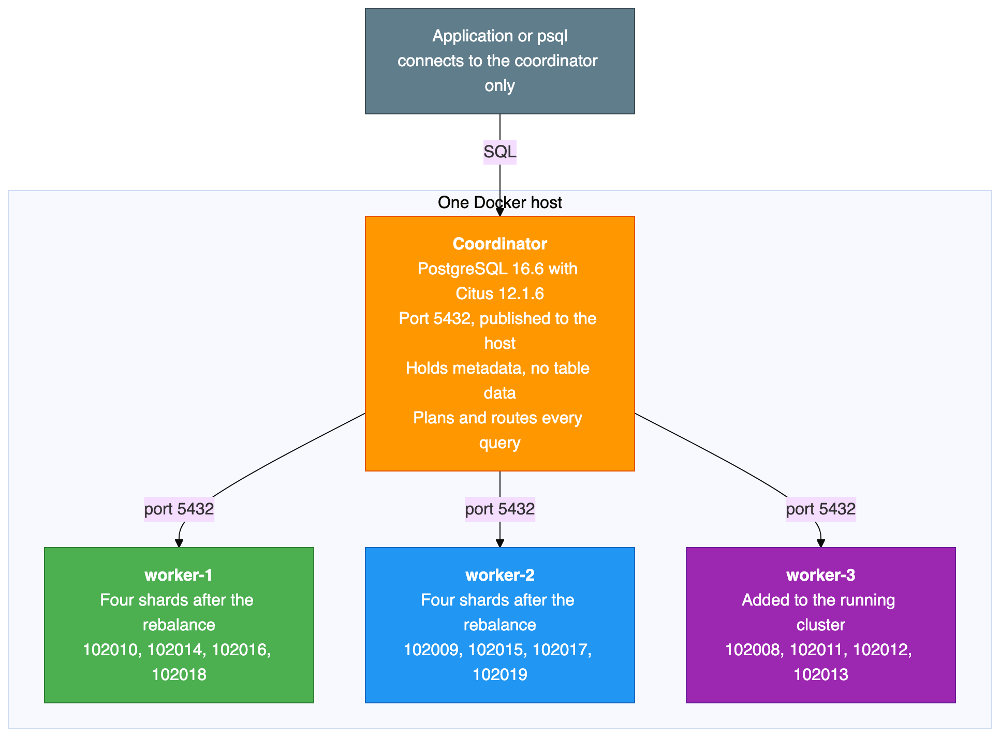 Application or psql
connects to the coordinator
only
SQL
One Docker host
Coordinator
PostgreSQL 16.6 with
Citus 12.1.6
Port 5432, published to the
host
Holds metadata, no table
data
Plans and routes every
query
port 5432
port 5432
port 5432
worker-1
Four shards after the
rebalance
102010, 102014, 102016,
102018
worker-2
Four shards after the
rebalance
102009, 102015, 102017,
102019
worker-3
Added to the running
cluster
102008, 102011, 102012,
102013